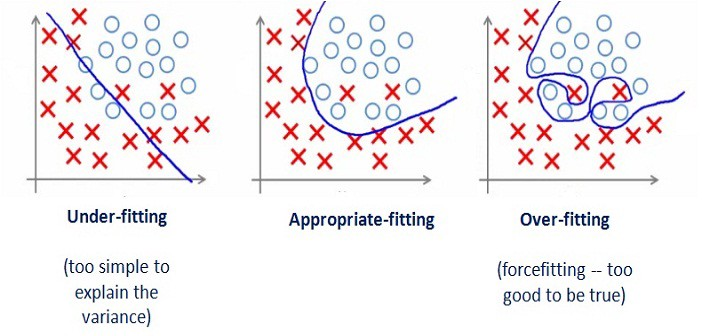 Under-fitting
Appropriate-fitting
Over-fitting
(too simple to
explain the
variance)
(forcefitting -- too
good to be true)